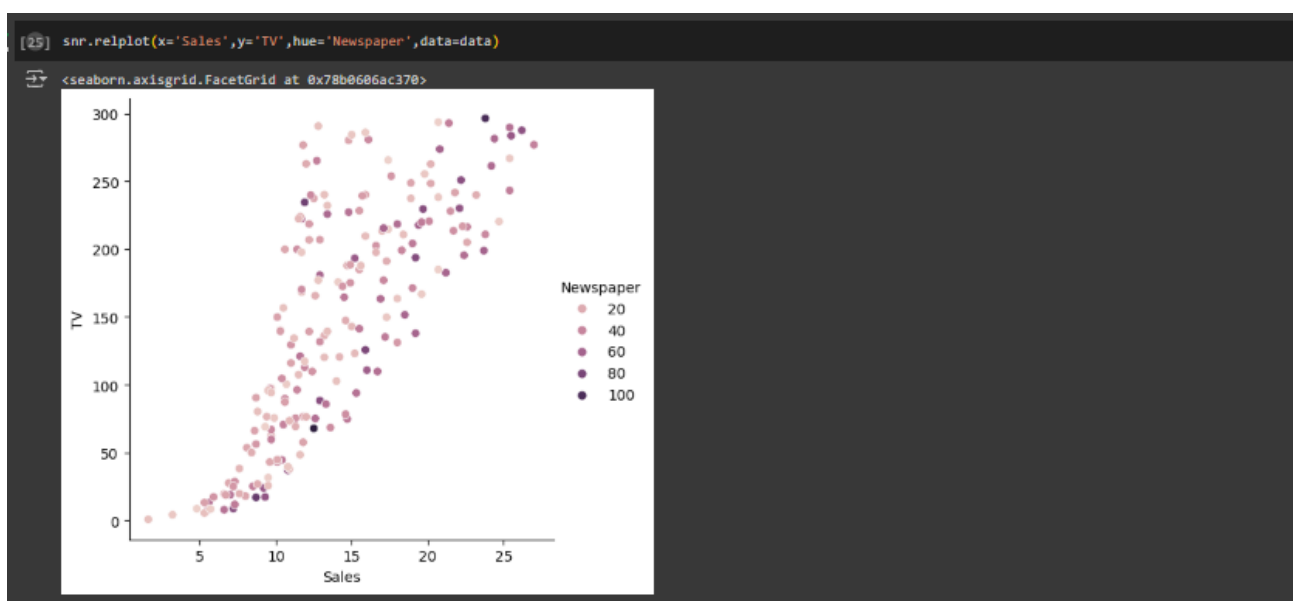 [25] snr.relplot(x='Sales',y='TV',hue='Newspaper',data=data)
<seaborn.axisgrid.FacetGrid at 0x78b0606ac370>
300
250
200
150
100
50
0
TV
5 10 15 20 25
Sales
Newspaper
20
40
60
80
100